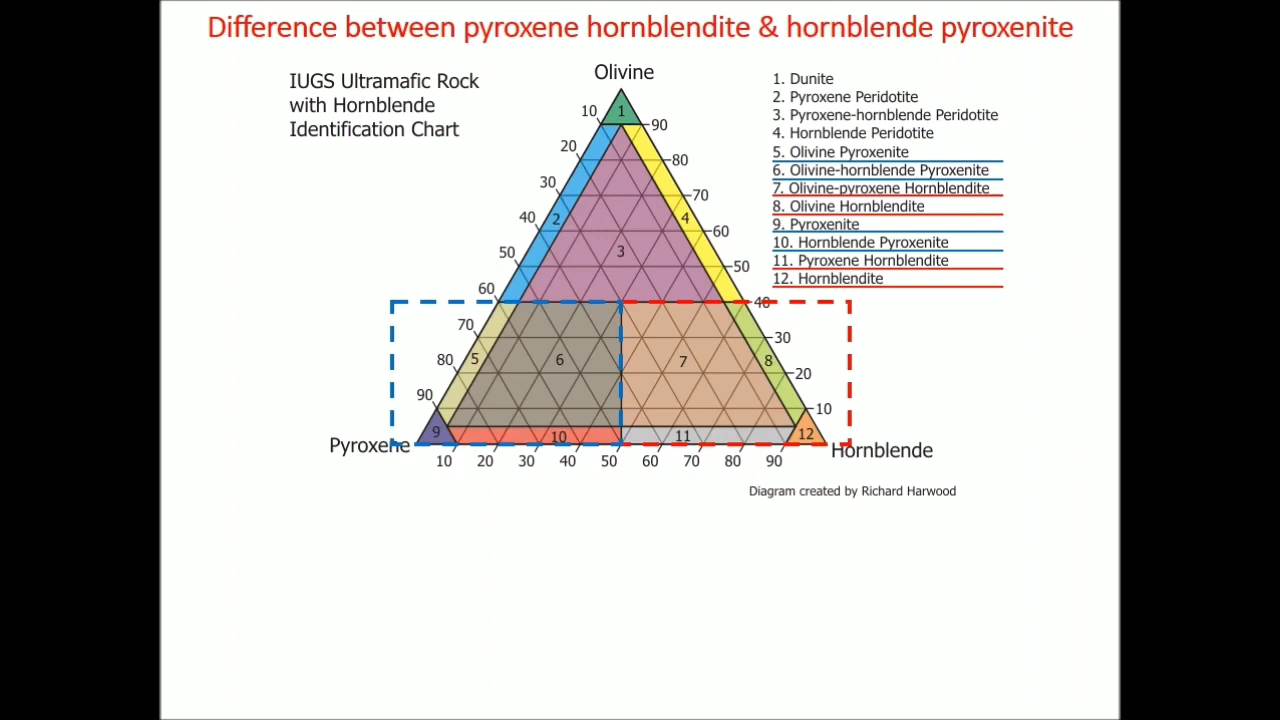 Difference between pyroxene hornblendite & hornblende pyroxenite
IUGS Ultramafic Rock
with Hornblende
Identification Chart
Olivine
1. Dunite
2. Pyroxene Peridotite
3. Pyroxene-hornblende Peridotite
4. Hornblende Peridotite
5. Olivine Pyroxenite
6. Olivine-hornblende Pyroxenite
7. Olivine-pyroxene Hornblendite
8. Olivine Hornblendite
9. Pyroxenite
10. Hornblende Pyroxenite
11. Pyroxene Hornblendite
12. Hornblendite
10 1 90
20 80
30 70
40 2 4 60
50 3 50
60 40
70 30
80 5 6 7 8 20
90 10
Pyroxene 9 10 11 12 Hornblende
10 20 30 40 50 60 70 80 90
Diagram created by Richard Harwood